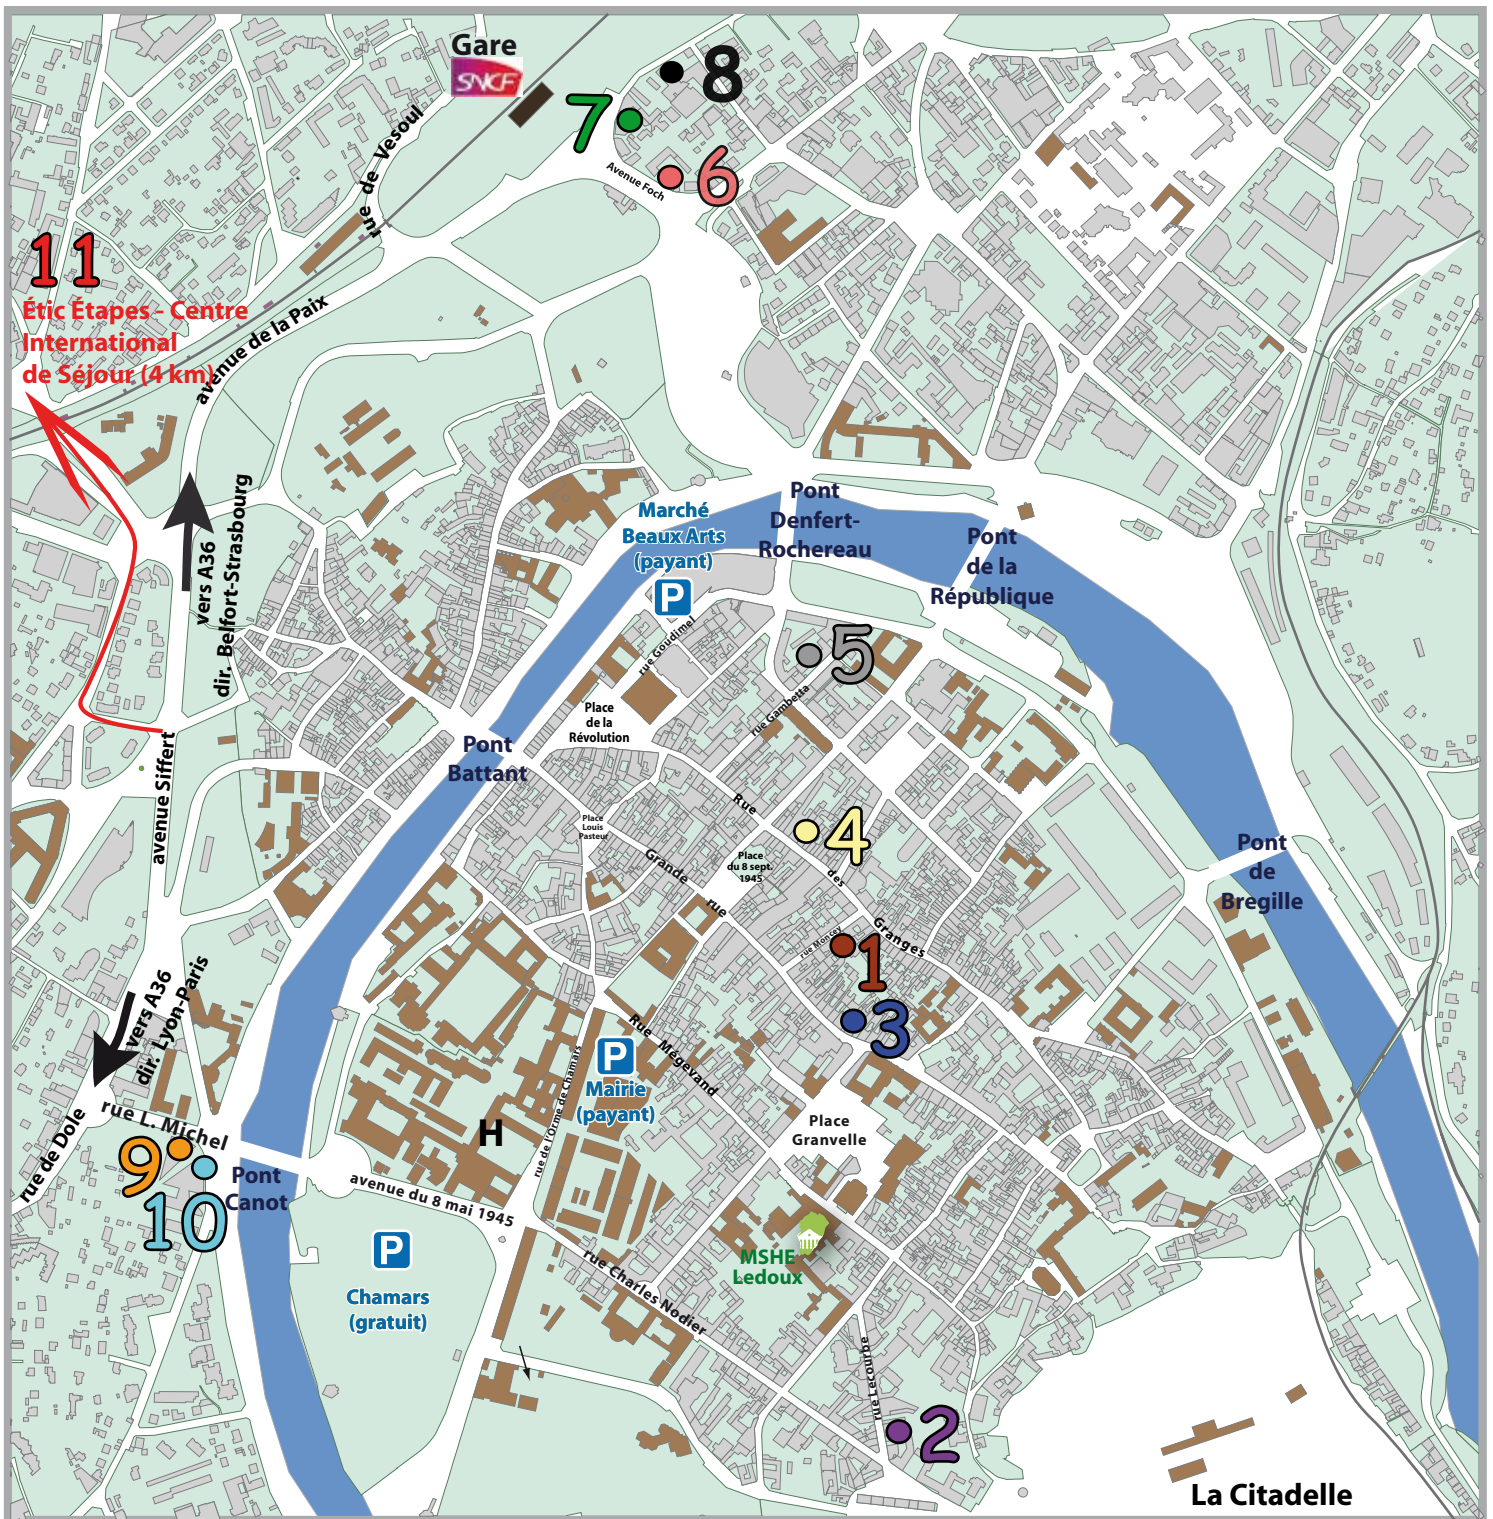 Gare
SNCF
8
7
6
Avenue Foch
rue de Vesoul
11
Étic Étapes - Centre
International
de Séjour (4 km)
avenue de la Paix
vers A36
dir. Belfort-Strasbourg
Marché
Beaux Arts
(payant)
P
Pont
Denfert-
Rochereau
Pont
de la
République
rue Goudimel
5
rue Gambetta
Place
de la
Révolution
Pont
Battant
avenue Siffert
Place
Louis
Pasteur
Rue
des
Granges
4
Place
du 8 sept.
1945
Grande
rue
Pont
de
Bregille
rue Moncey
1
3
vers A36
dir. Lyon-Paris
Rue Mégevand
P
Mairie
(payant)
rue de l'Orme de Chamars
H
Place
Granvelle
rue L. Michel
rue de Dole
9
10
Pont
Canot
avenue du 8 mai 1945
P
Chamars
(gratuit)
MSHE
Ledoux
rue Charles Nodier
rue Lecourbe
2
La Citadelle